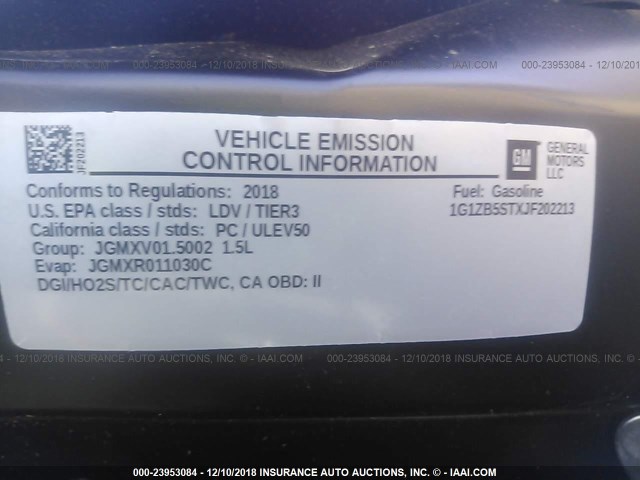 000-23953084 - 12/10/2018 INSURANCE AUTO AUCTIONS, INC. © - IAAI.COM
000-23953084 - 12/10/2018
JF202213
VEHICLE EMISSION
CONTROL INFORMATION
GM
GENERAL
MOTORS
LLC
Conforms to Regulations: 2018
U.S. EPA class / stds: LDV / TIER3
California class / stds: PC / ULEV50
Group: JGMXV01.5002 1.5L
Evap: JGMXR011030C
DGI/HO2S/TC/CAC/TWC, CA OBD: II
Fuel: Gasoline
1G1ZB5STXJF202213
12/10/2018 INSURANCE AUTO AUCTIONS, INC. © - IAAI.COM
000-23953084 - 12/10/2018 INSURANCE AUTO AUCTIONS, INC. © - IAAI.COM
000-23953084 - 12/10/2018 INSURANCE AUTO AUCTIONS, INC. © - IAAI.COM